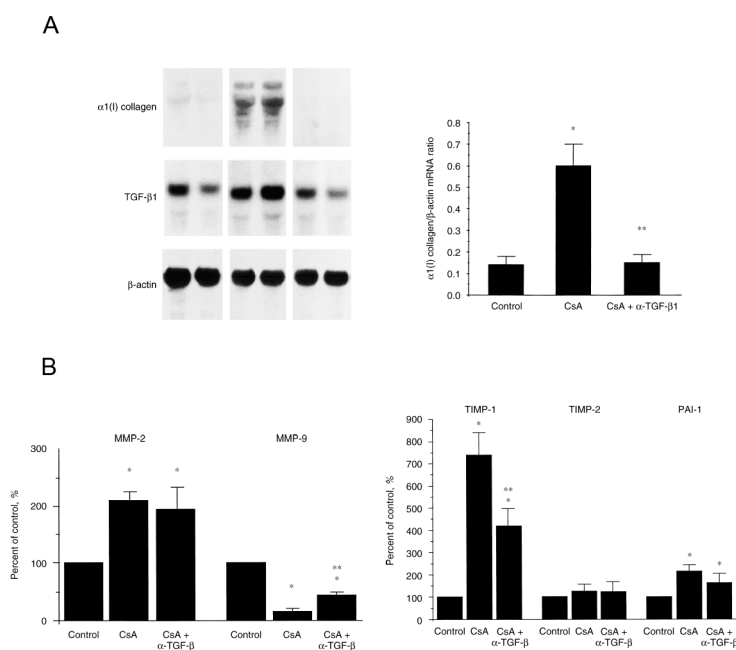 A
α1(I) collagen
TGF-β1
β-actin
α1(I) collagen/β-actin mRNA ratio
0.8
0.7
0.6
0.5
0.4
0.3
0.2
0.1
0.0
*
**
Control CsA CsA + α-TGF-β1
B
MMP-2 MMP-9
Percent of control, %
300
200
100
0
* * * ** *
Control CsA CsA + α-TGF-β Control CsA CsA + α-TGF-β
TIMP-1 TIMP-2 PAI-1
Percent of control, %
900
800
700
600
500
400
300
200
100
0
* ** * * *
Control CsA CsA + α-TGF-β Control CsA CsA + α-TGF-β Control CsA CsA + α-TGF-β